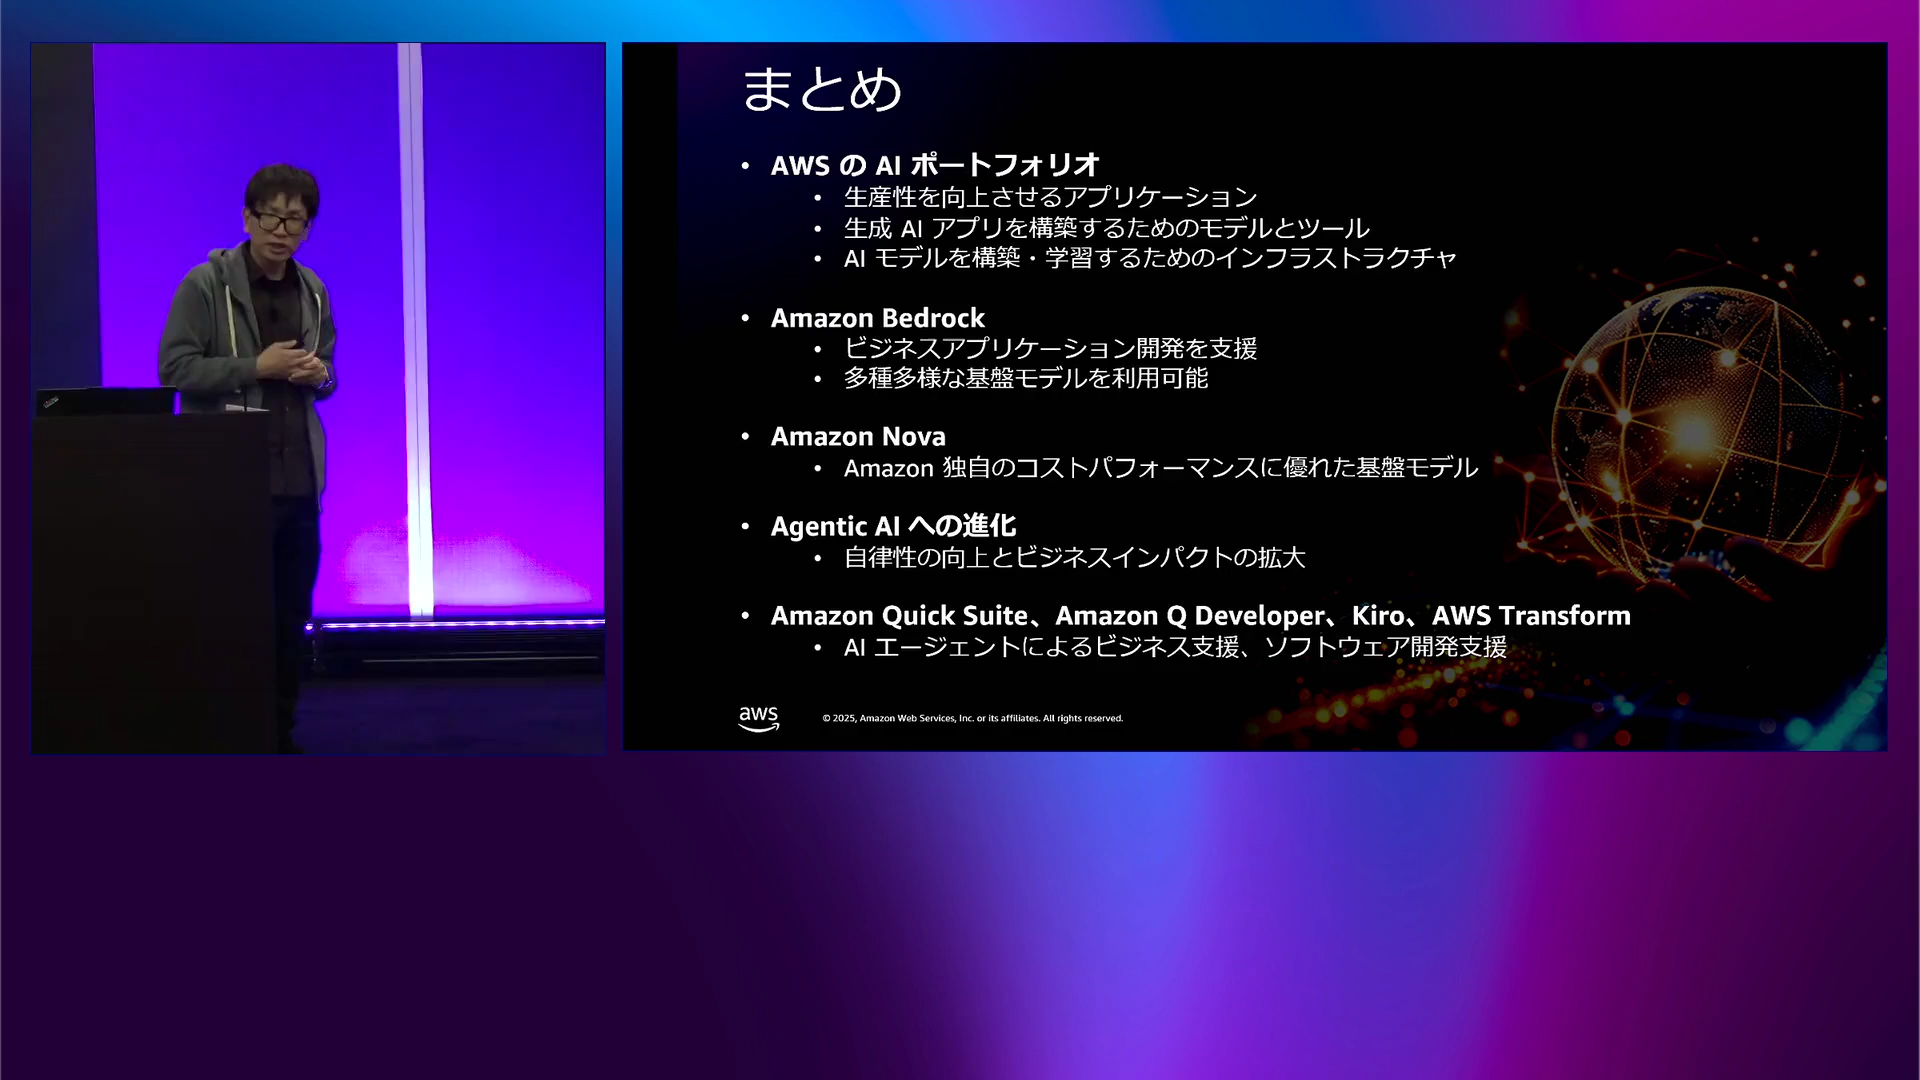 まとめ
• AWS の AI ポートフォリオ
• 生産性を向上させるアプリケーション
• 生成 AI アプリを構築するためのモデルとツール
• AI モデルを構築・学習するためのインフラストラクチャ
• Amazon Bedrock
• ビジネスアプリケーション開発を支援
• 多種多様な基盤モデルを利用可能
• Amazon Nova
• Amazon 独自のコストパフォーマンスに優れた基盤モデル
• Agentic AI への進化
• 自律性の向上とビジネスインパクトの拡大
• Amazon Quick Suite、Amazon Q Developer、Kiro、AWS Transform
• AI エージェントによるビジネス支援、ソフトウェア開発支援
aws
© 2025, Amazon Web Services, Inc. or its affiliates. All rights reserved.